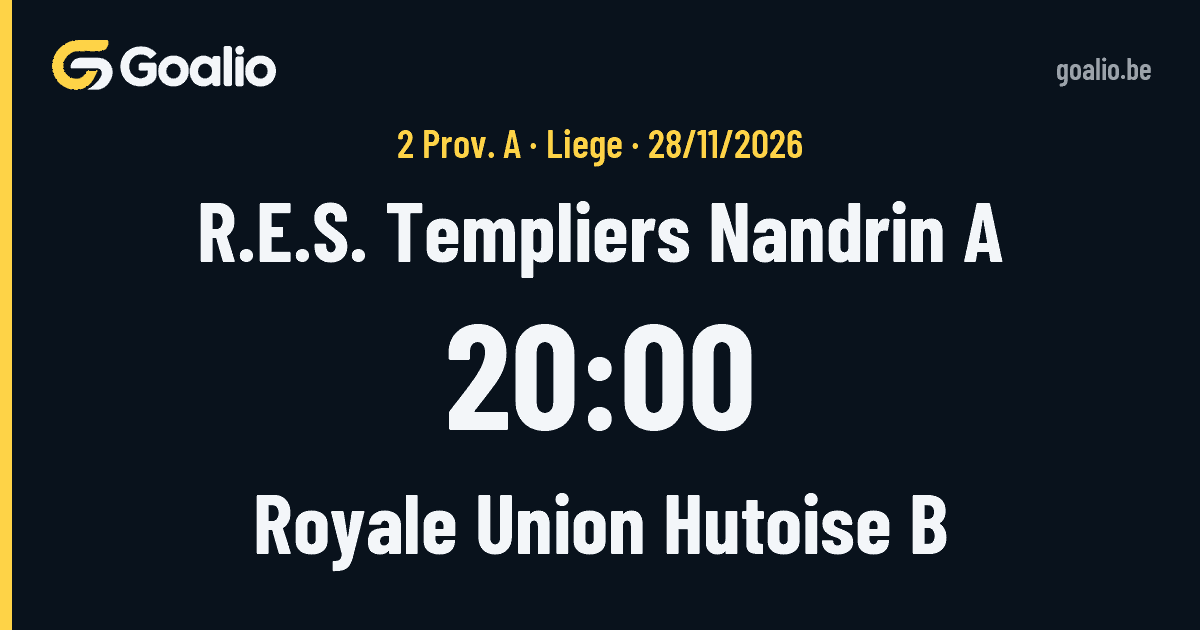 Goalio
goalio.be
2 Prov. A · Liege · 28/11/2026
R.E.S. Templiers Nandrin A
20:00
Royale Union Hutoise B